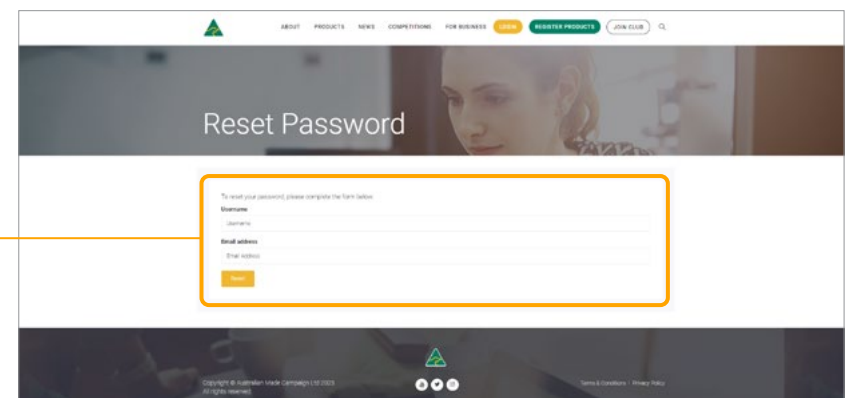 ABOUT PRODUCTS NEWS COMPETITIONS FOR BUSINESS LOGIN REGISTER PRODUCTS JOIN CLUB
Reset Password
To reset your password, please complete the form below.
Username
Username
Email address
Email Address
Copyright © Australian Made Campaign Ltd 2023
All rights reserved.
Terms & Conditions | Privacy Policy